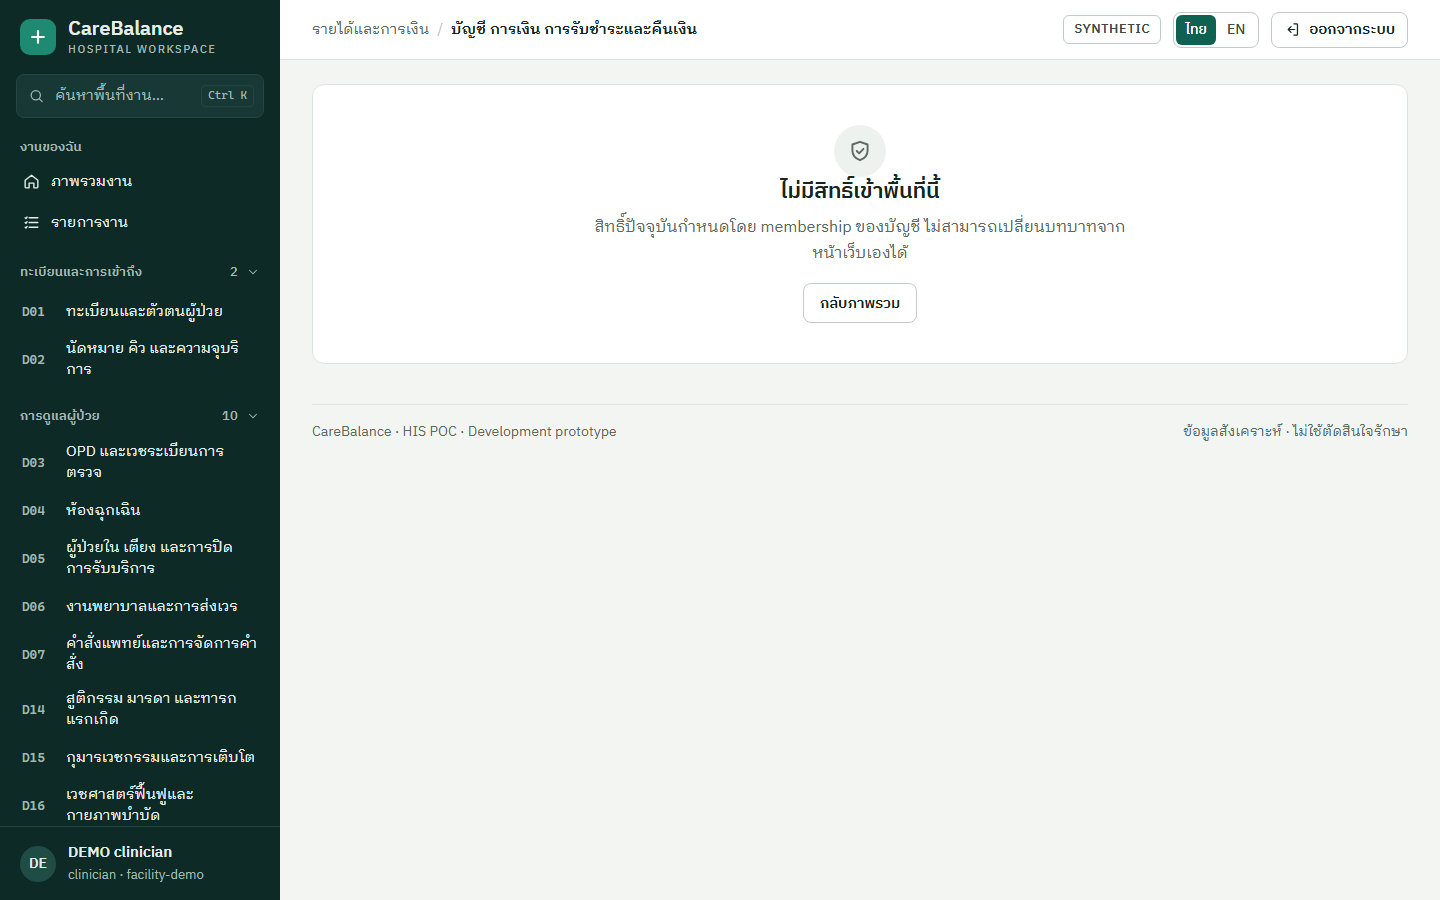 CareBalance
HOSPITAL WORKSPACE
ค้นหาพื้นที่งาน... Ctrl K
งานของฉัน
ภาพรวมงาน
รายการงาน
ทะเบียนและการเข้าถึง 2
D01 ทะเบียนและตัวตนผู้ป่วย
D02 นัดหมาย คิว และความจุบริ
การ
การดูแลผู้ป่วย 10
D03 OPD และเวชระเบียนการ
ตรวจ
D04 ห้องฉุกเฉิน
D05 ผู้ป่วยใน เตียง และการปิด
การรับบริการ
D06 งานพยาบาลและการส่งเวร
D07 คำสั่งแพทย์และการจัดการคำ
สั่ง
D14 สูติกรรม มารดา และทารก
แรกเกิด
D15 กุมารเวชกรรมและการเติบโต
D16 เวชศาสตร์ฟื้นฟูและ
กายภาพบำบัด
DE DEMO clinician
clinician · facility-demo
รายได้และการเงิน / บัญชี การเงิน การรับชำระและคืนเงิน
SYNTHETIC ไทย EN ออกจากระบบ
ไม่มีสิทธิ์เข้าพื้นที่นี้
สิทธิ์ปัจจุบันกำหนดโดย membership ของบัญชี ไม่สามารถเปลี่ยนบทบาทจาก
หน้าเว็บเองได้
กลับภาพรวม
CareBalance · HIS POC · Development prototype
ข้อมูลสังเคราะห์ · ไม่ใช้ตัดสินใจรักษา